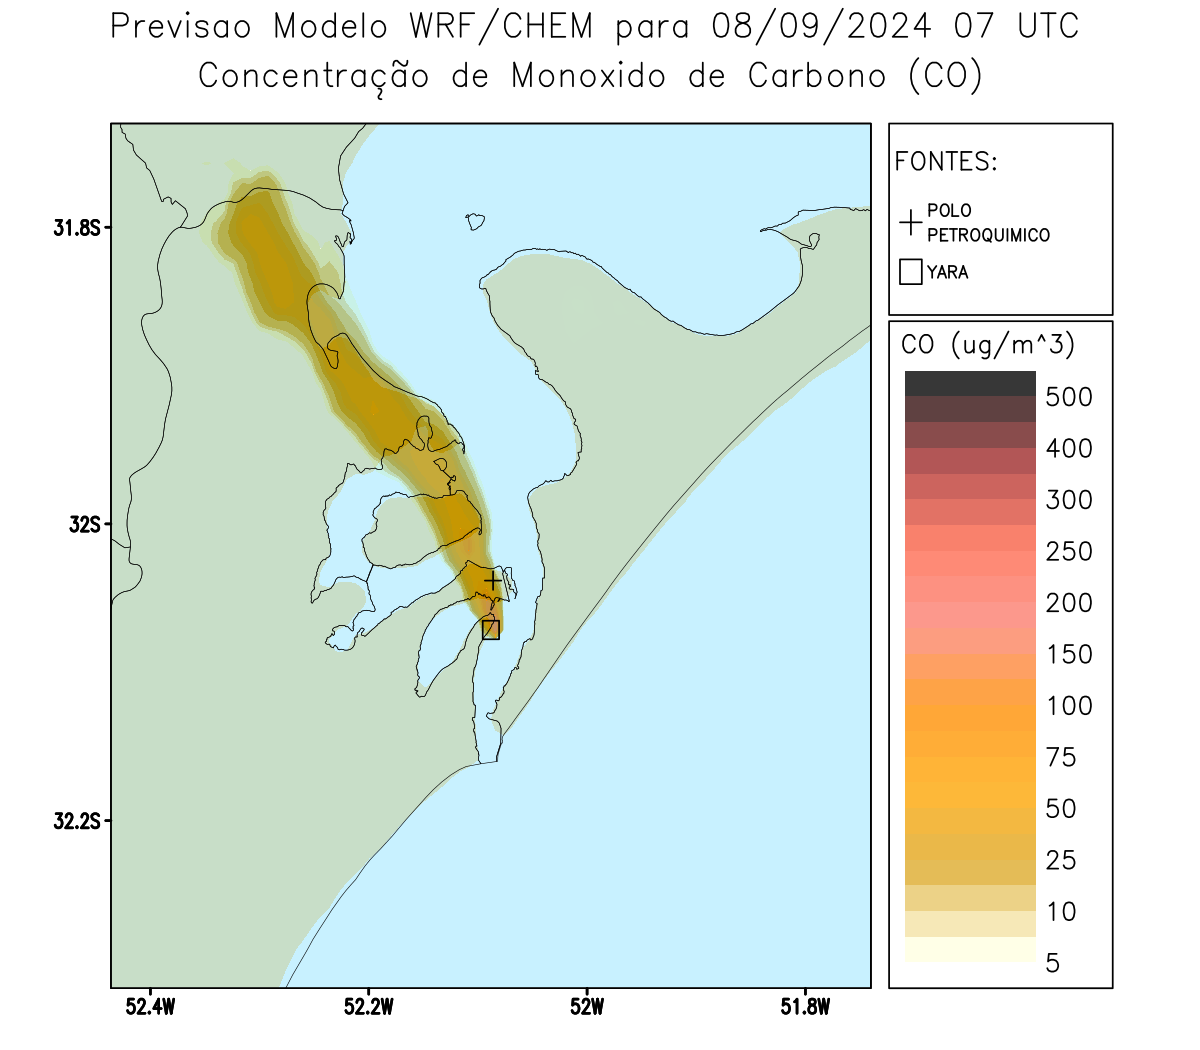 Previsao Modelo WRF/CHEM para 08/09/2024 07 UTC
Concentração de Monoxido de Carbono (CO)
FONTES:
POLO
PETROQUIMICO
YARA
CO (ug/m^3)
500
400
300
250
200
150
100
75
50
25
10
5
31.8S
32S
32.2S
52.4W
52.2W
52W
51.8W